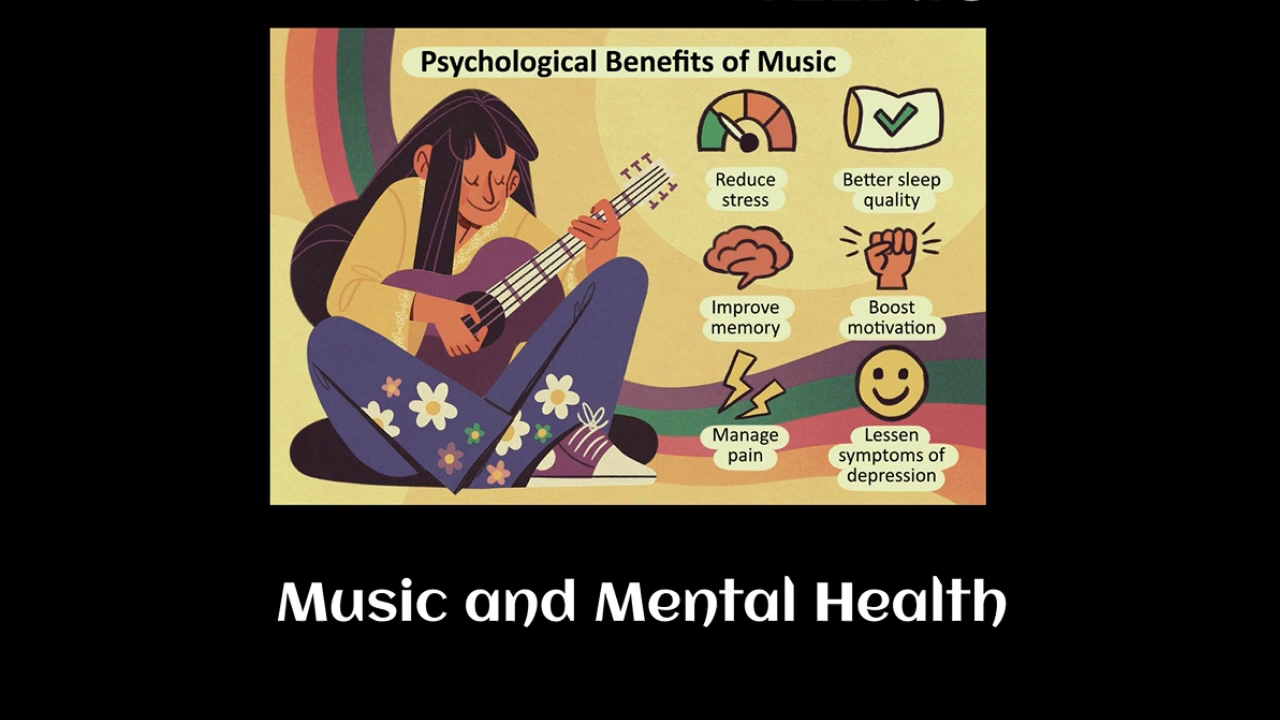 Psychological Benefits of Music
Reduce
stress
Better sleep
quality
Improve
memory
Boost
motivation
Manage
pain
Lessen
symptoms of
depression
Music and Mental Health